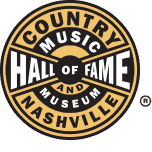 COUNTRY
MUSIC
HALL OF FAME
AND
MUSEUM
NASHVILLE
®